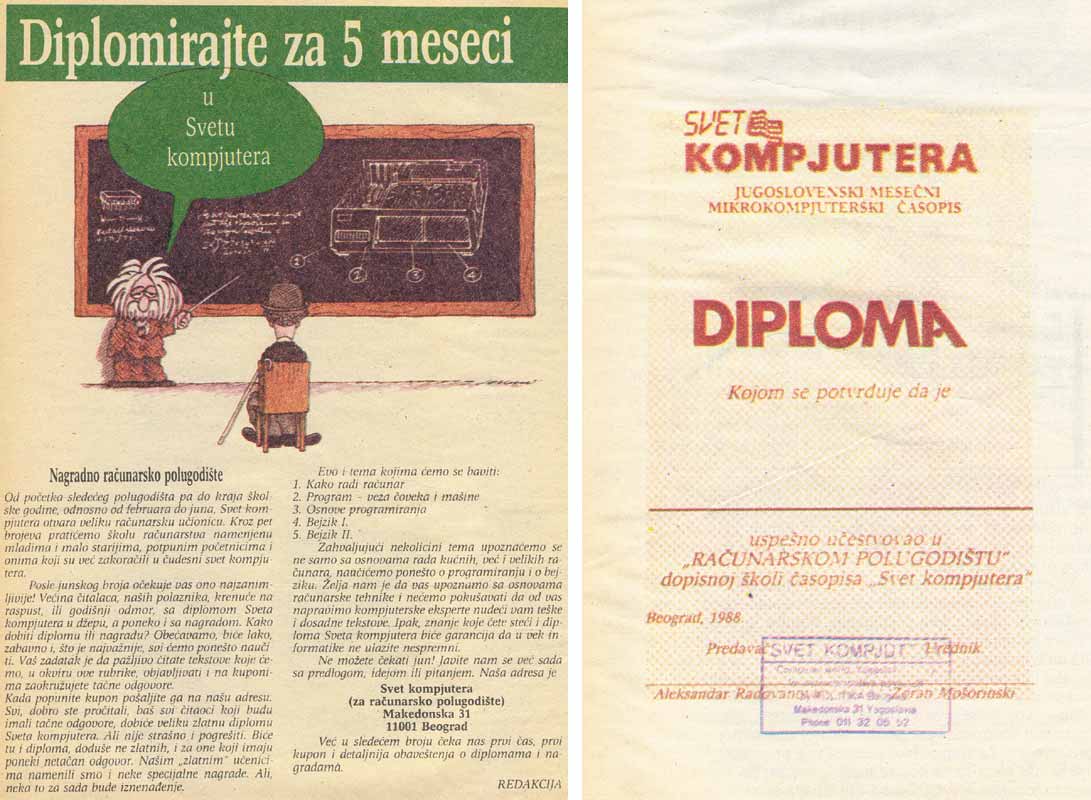 Diplomirajte za 5 meseci
u
Svetu
kompjutera
1
2
3
4
Nagradno računarsko polugodište
Od početka sledećeg polugodišta pa do kraja škol-
ske godine, odnosno od februara do juna, Svet kom-
pjutera otvara veliku računarsku učionicu. Kroz pet
brojeva pratićemo školu računarstva namenjenu
mladima i malo starijima, potpunim početnicima i
onima koji su već zakoračili u čudesni svet kompju-
tera.
Posle junskog broja očekuje vas ono najzanim-
ljivije! Većina čitalaca, naših polaznika, krenuće na
raspust, ili godišnji odmor, sa diplomom Sveta
kompjutera u džepu, a poneko i sa nagradom. Kako
dobiti diplomu ili nagradu? Obećavamo, biće lako,
zabavno i, što je najvažnije, svi ćemo ponešto nauči-
ti. Vaš zadatak je da pažljivo čitate tekstove koje će-
mo, u okviru ove rubrike, objavljivati i na kuponi-
ma zaokružujete tačne odgovore.
Kada popunite kupon pošaljite ga na našu adresu.
Svi, dobro ste pročitali, baš svi čitaoci koji budu
imali tačne odgovore, dobiće veliku zlatnu diplomu
Sveta kompjutera. Ali nije strašno i pogrešiti. Biće
tu i diploma, doduše ne zlatnih, i za one koji imaju
poneki netačan odgovor. Našim „zlatnim" učenici-
ma namenili smo i neke specijalne nagrade. Ali,
neka to za sada bude iznenađenje.
Evo i tema kojima ćemo se baviti:
1. Kako radi računar
2. Program - veza čoveka i mašine
3. Osnove programiranja
4. Bejzik I.
5. Bejzik II.
Zahvaljujući nekolicini tema upoznaćemo se
ne samo sa osnovama rada kućnih, već i velikih ra-
čunara, naučićemo ponešto o programiranju i o bej-
ziku. Želja nam je da vas upoznamo sa osnovama
računarske tehnike i nećemo pokušavati da od vas
napravimo kompjuterske eksperte nudeći vam teške
i dosadne tekstove. Ipak, znanje koje ćete steći i dip-
loma Sveta kompjutera biće garancija da u vek in-
formatike ne ulazite nespremni.
Ne možete čekati jun! Javite nam se već sada
sa predlogom, idejom ili pitanjem. Naša adresa je
Svet kompjutera
(za računarsko polugodište)
Makedonska 31
11001 Beograd
Već u sledećem broju čeka nas prvi čas, prvi
kupon i detaljnija obaveštenja o diplomama i na-
gradama.
REDAKCIJA
SVET
KOMPJUTERA
JUGOSLOVENSKI MESEČNI
MIKROKOMPJUTERSKI ČASOPIS
DIPLOMA
Kojom se potvrđuje da je
uspešno učestvovao u
„RAČUNARSKOM POLUGODIŠTU"
dopisnoj školi časopisa „Svet kompjutera"
Beograd, 1988.
Predavač Urednik
SVET KOMPJUT
Aleksandar Radovanov Zoran Mošorinski
Makedonska 31 Yugoslavia
Phone 011 32 05 52